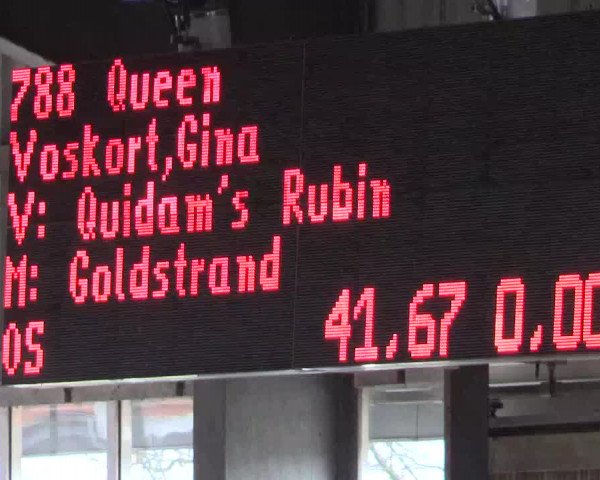 788 Queen
Voskort,Gina
V: Quidam's Rubin
M: Goldstrand
OS 41,67 0,00